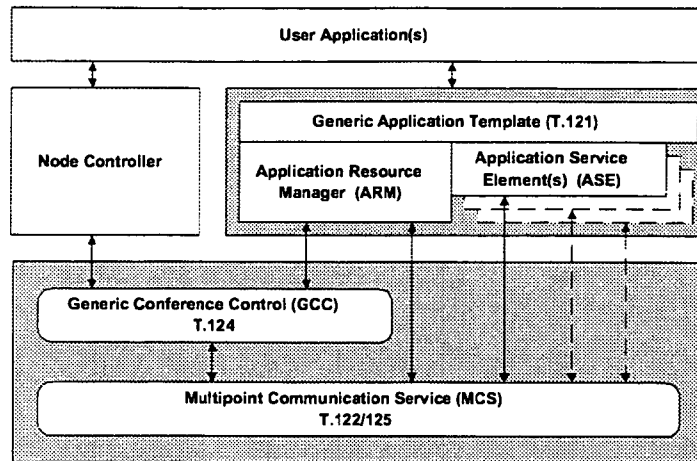 User Application(s)
Generic Application Template (T.121)
Node Controller
Application Resource
Manager (ARM)
Application Service
Element(s) (ASE)
Generic Conference Control (GCC)
T.124
Multipoint Communication Service (MCS)
T.122/125